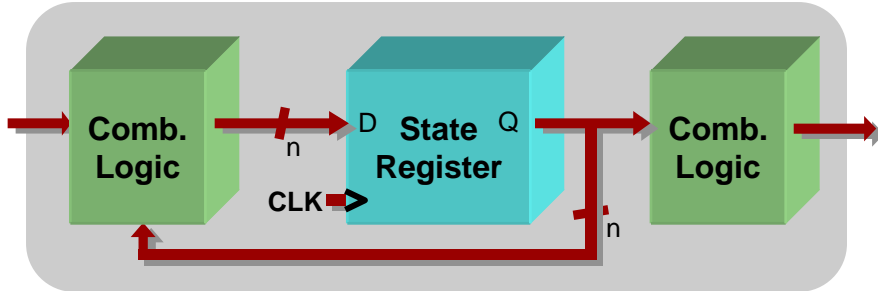 Comb.
Logic
n
D
State
Register
Q
CLK
n
Comb.
Logic